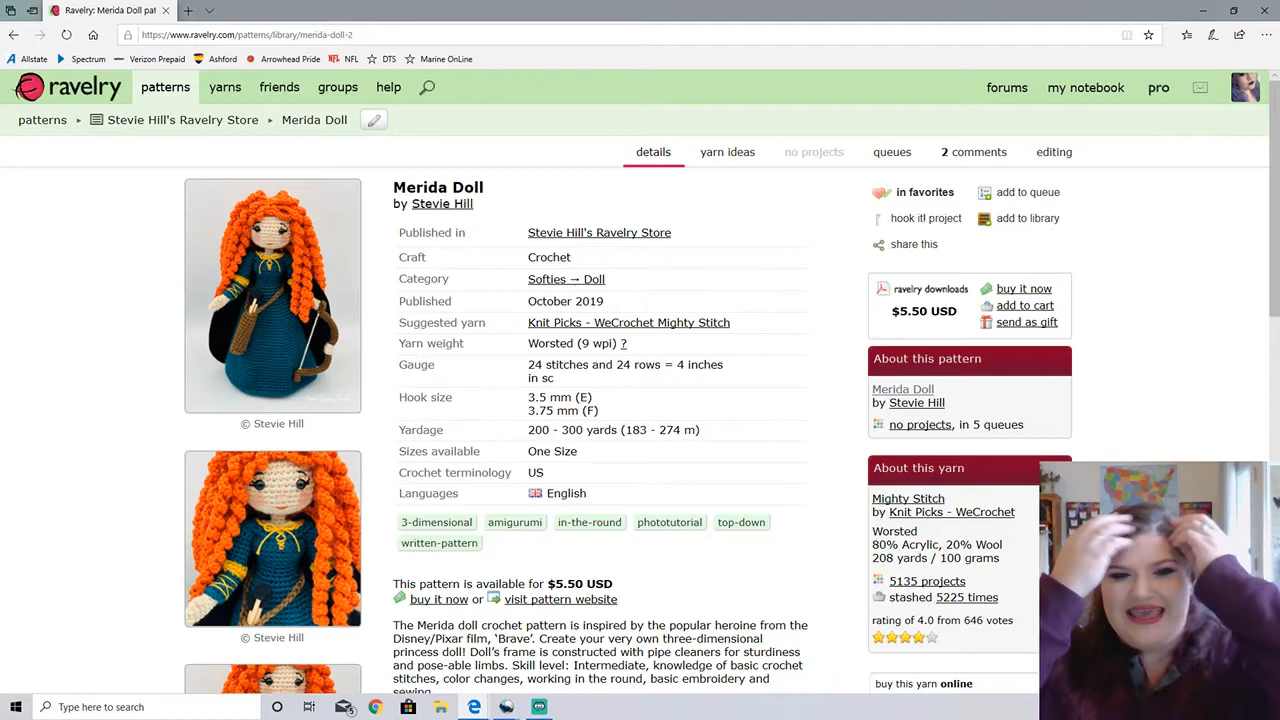 Ravelry: Merida Doll pat
https://www.ravelry.com/patterns/library/merida-doll-2
Allstate Spectrum Verizon Prepaid Ashford Arrowhead Pride NFL DTS Marine OnLine
ravelry patterns yarns friends groups help forums my notebook pro
patterns ▸ Stevie Hill's Ravelry Store ▸ Merida Doll
details yarn ideas no projects queues 2 comments editing
Merida Doll
by Stevie Hill
Published in Stevie Hill's Ravelry Store
Craft Crochet
Category Softies → Doll
Published October 2019
Suggested yarn Knit Picks - WeCrochet Mighty Stitch
Yarn weight Worsted (9 wpi) ?
Gauge 24 stitches and 24 rows = 4 inches
in sc
Hook size 3.5 mm (E)
3.75 mm (F)
Yardage 200 - 300 yards (183 - 274 m)
Sizes available One Size
Crochet terminology US
Languages English
3-dimensional amigurumi in-the-round phototutorial top-down
written-pattern
This pattern is available for $5.50 USD
buy it now or visit pattern website
The Merida doll crochet pattern is inspired by the popular heroine from the
Disney/Pixar film, ‘Brave’. Create your very own three-dimensional
princess doll! Doll’s frame is constructed with pipe cleaners for sturdiness
and pose-able limbs. Skill level: Intermediate, knowledge of basic crochet
stitches, color changes, working in the round, basic embroidery and
sewing.
© Stevie Hill
© Stevie Hill
in favorites add to queue
hook it! project add to library
share this
ravelry downloads
$5.50 USD
buy it now
add to cart
send as gift
About this pattern
Merida Doll
by Stevie Hill
no projects, in 5 queues
About this yarn
Mighty Stitch
by Knit Picks - WeCrochet
Worsted
80% Acrylic, 20% Wool
208 yards / 100 grams
5135 projects
stashed 5225 times
rating of 4.0 from 646 votes
buy this yarn online
Type here to search
5